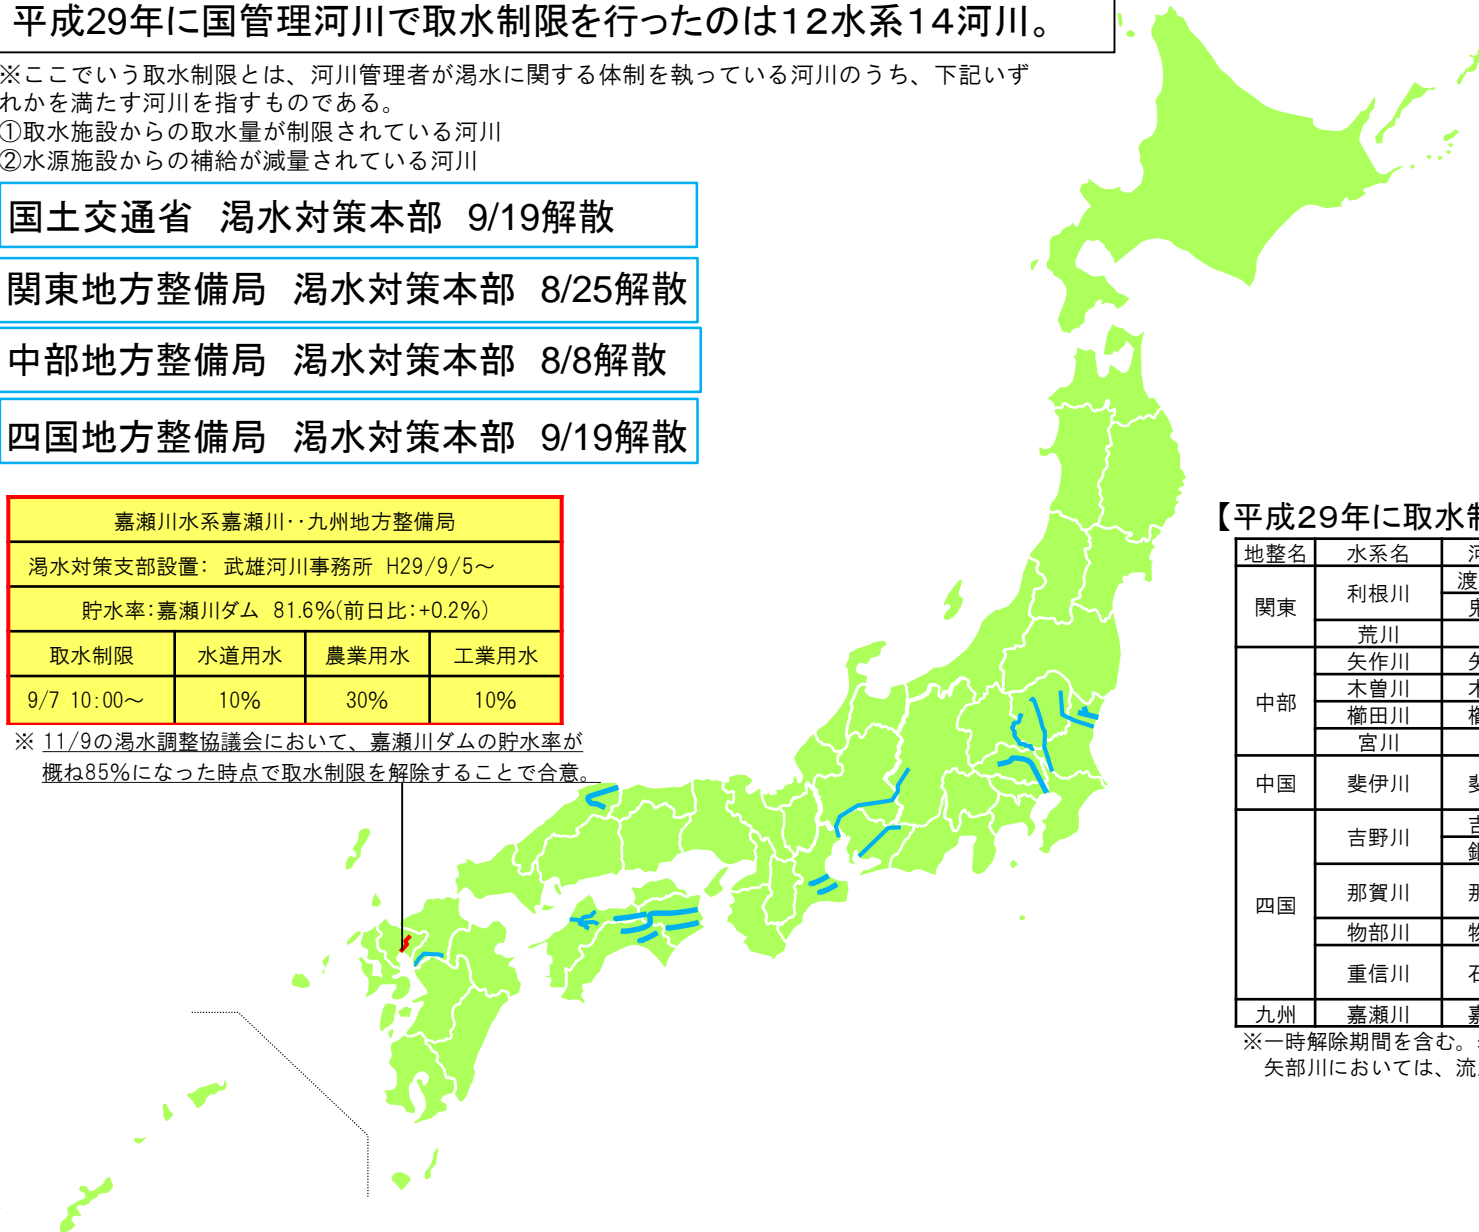 平成29年に国管理河川で取水制限を行ったのは12水系14河川。
※ここでいう取水制限とは、河川管理者が渇水に関する体制を執っている河川のうち、下記いず
れかを満たす河川を指すものである。
①取水施設からの取水量が制限されている河川
②水源施設からの補給が減量されている河川
国土交通省 渇水対策本部 9/19解散
関東地方整備局 渇水対策本部 8/25解散
中部地方整備局 渇水対策本部 8/8解散
四国地方整備局 渇水対策本部 9/19解散
嘉瀬川水系嘉瀬川‥九州地方整備局
渇水対策支部設置： 武雄河川事務所 H29/9/5～
貯水率：嘉瀬川ダム 81.6%(前日比：+0.2%)
取水制限 水道用水 農業用水 工業用水
9/7 10:00～ 10% 30% 10%
※ 11/9の渇水調整協議会において、嘉瀬川ダムの貯水率が
概ね85%になった時点で取水制限を解除することで合意。
【平成29年に取水制
地整名 水系名 河
関東 利根川 渡
鬼
荒川
中部 矢作川 矢
木曽川 木
櫛田川 櫛
宮川
中国 斐伊川 斐
四国 吉野川 吉
銅
那賀川 那
物部川 物
重信川 石
九州 嘉瀬川 嘉
※一時解除期間を含む。
矢部川においては、流